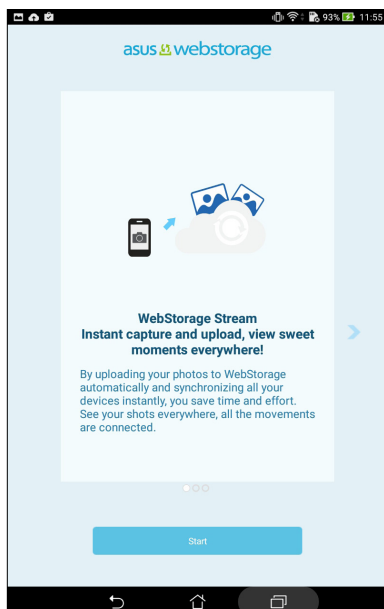 93% 11:55
asus webstorage
WebStorage Stream
Instant capture and upload, view sweet
moments everywhere!
By uploading your photos to WebStorage
automatically and synchronizing all your
devices instantly, you save time and effort.
See your shots everywhere, all the movements
are connected.
Start